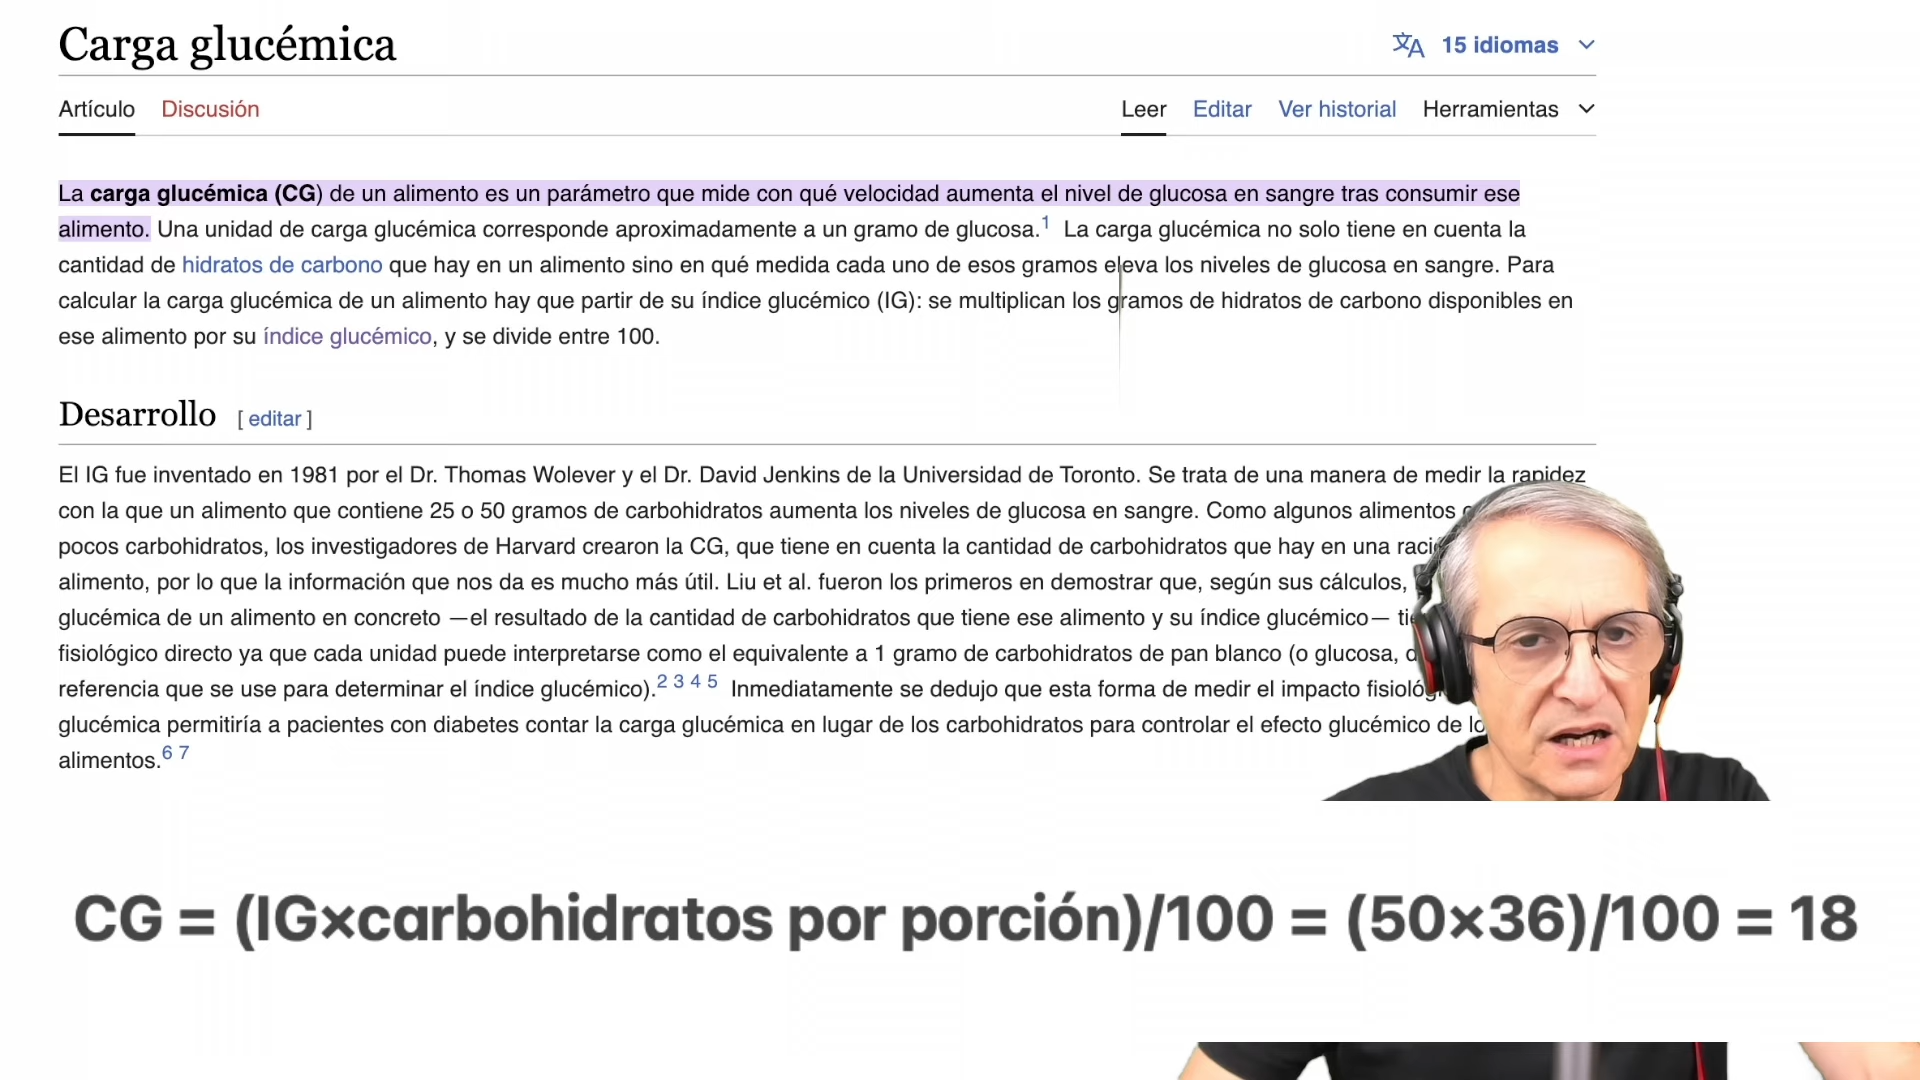 Carga glucémica
15 idiomas
Artículo Discusión
Leer Editar Ver historial Herramientas
La carga glucémica (CG) de un alimento es un parámetro que mide con qué velocidad aumenta el nivel de glucosa en sangre tras consumir ese
alimento. Una unidad de carga glucémica corresponde aproximadamente a un gramo de glucosa.1 La carga glucémica no solo tiene en cuenta la
cantidad de hidratos de carbono que hay en un alimento sino en qué medida cada uno de esos gramos eleva los niveles de glucosa en sangre. Para
calcular la carga glucémica de un alimento hay que partir de su índice glucémico (IG): se multiplican los gramos de hidratos de carbono disponibles en
ese alimento por su índice glucémico, y se divide entre 100.
Desarrollo [ editar ]
El IG fue inventado en 1981 por el Dr. Thomas Wolever y el Dr. David Jenkins de la Universidad de Toronto. Se trata de una manera de medir la rapidez
con la que un alimento que contiene 25 o 50 gramos de carbohidratos aumenta los niveles de glucosa en sangre. Como algunos alimentos
pocos carbohidratos, los investigadores de Harvard crearon la CG, que tiene en cuenta la cantidad de carbohidratos que hay en una
alimento, por lo que la información que nos da es mucho más útil. Liu et al. fueron los primeros en demostrar que, según sus cálculos,
glucémica de un alimento en concreto —el resultado de la cantidad de carbohidratos que tiene ese alimento y su índice glucémico—
fisiológico directo ya que cada unidad puede interpretarse como el equivalente a 1 gramo de carbohidratos de pan blanco (o glucosa,
referencia que se use para determinar el índice glucémico).2 3 4 5 Inmediatamente se dedujo que esta forma de medir el impacto
glucémica permitiría a pacientes con diabetes contar la carga glucémica en lugar de los carbohidratos para controlar el efecto glucémico de
alimentos.6 7
CG = (IG×carbohidratos por porción)/100 = (50×36)/100 = 18